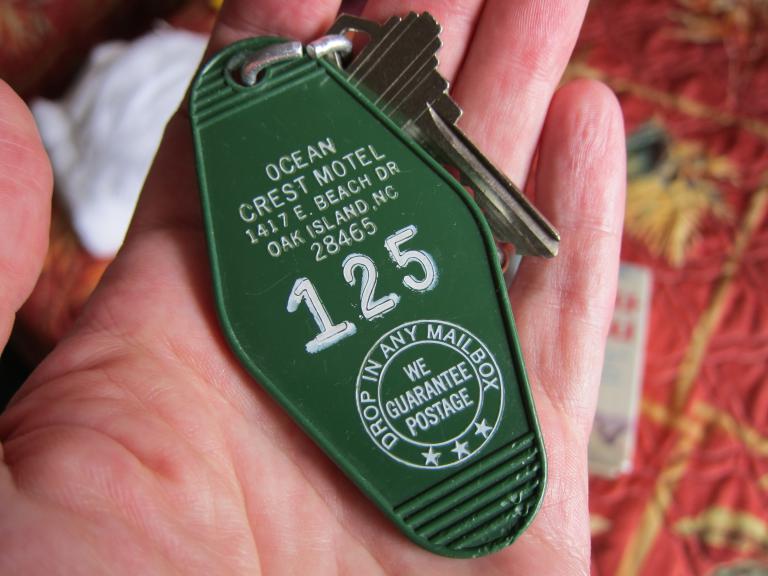 OCEAN
CREST MOTEL
1417 E. BEACH DR
OAK ISLAND, NC
28465
125
DROP IN ANY MAILBOX
WE
GUARANTEE
POSTAGE